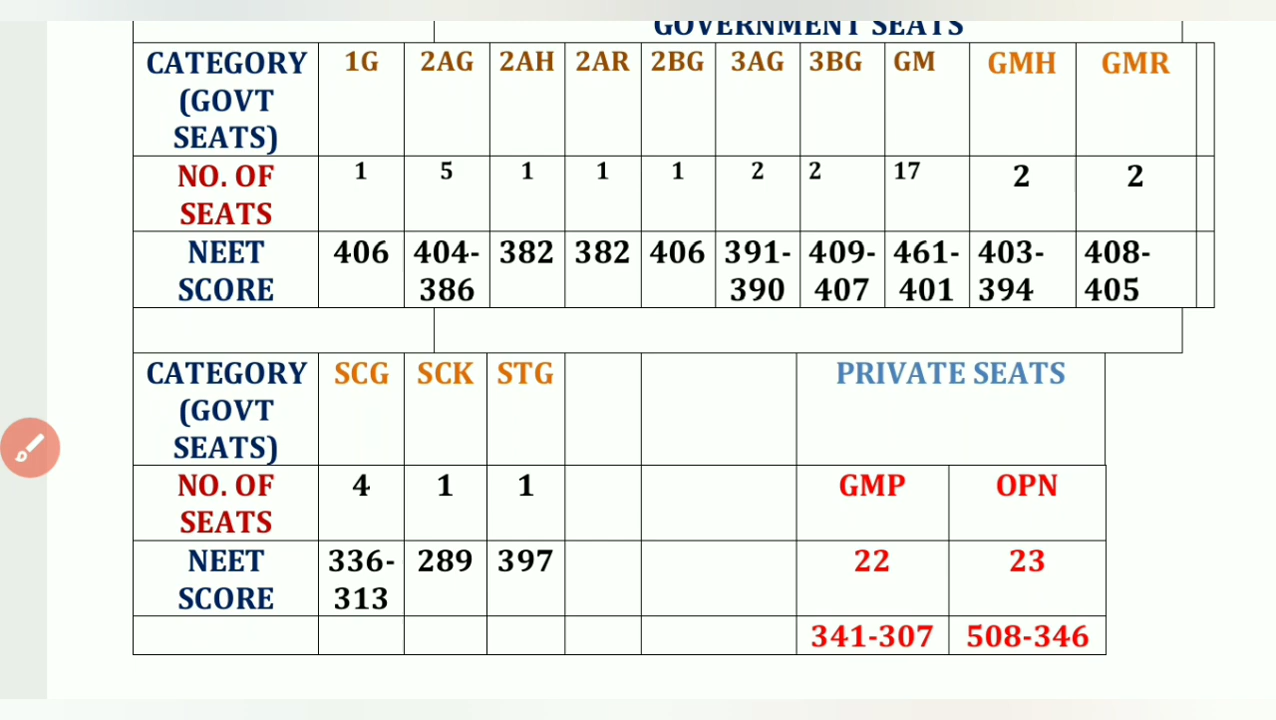 GOVERNMENT SEATS
CATEGORY (GOVT SEATS) 1G 2AG 2AH 2AR 2BG 3AG 3BG GM GMH GMR
NO. OF SEATS 1 5 1 1 1 2 2 17 2 2
NEET SCORE 406 404-386 382 382 406 391-390 409-407 461-401 403-394 408-405
CATEGORY (GOVT SEATS) SCG SCK STG PRIVATE SEATS
NO. OF SEATS 4 1 1 GMP OPN
NEET SCORE 336-313 289 397 22 23
341-307 508-346